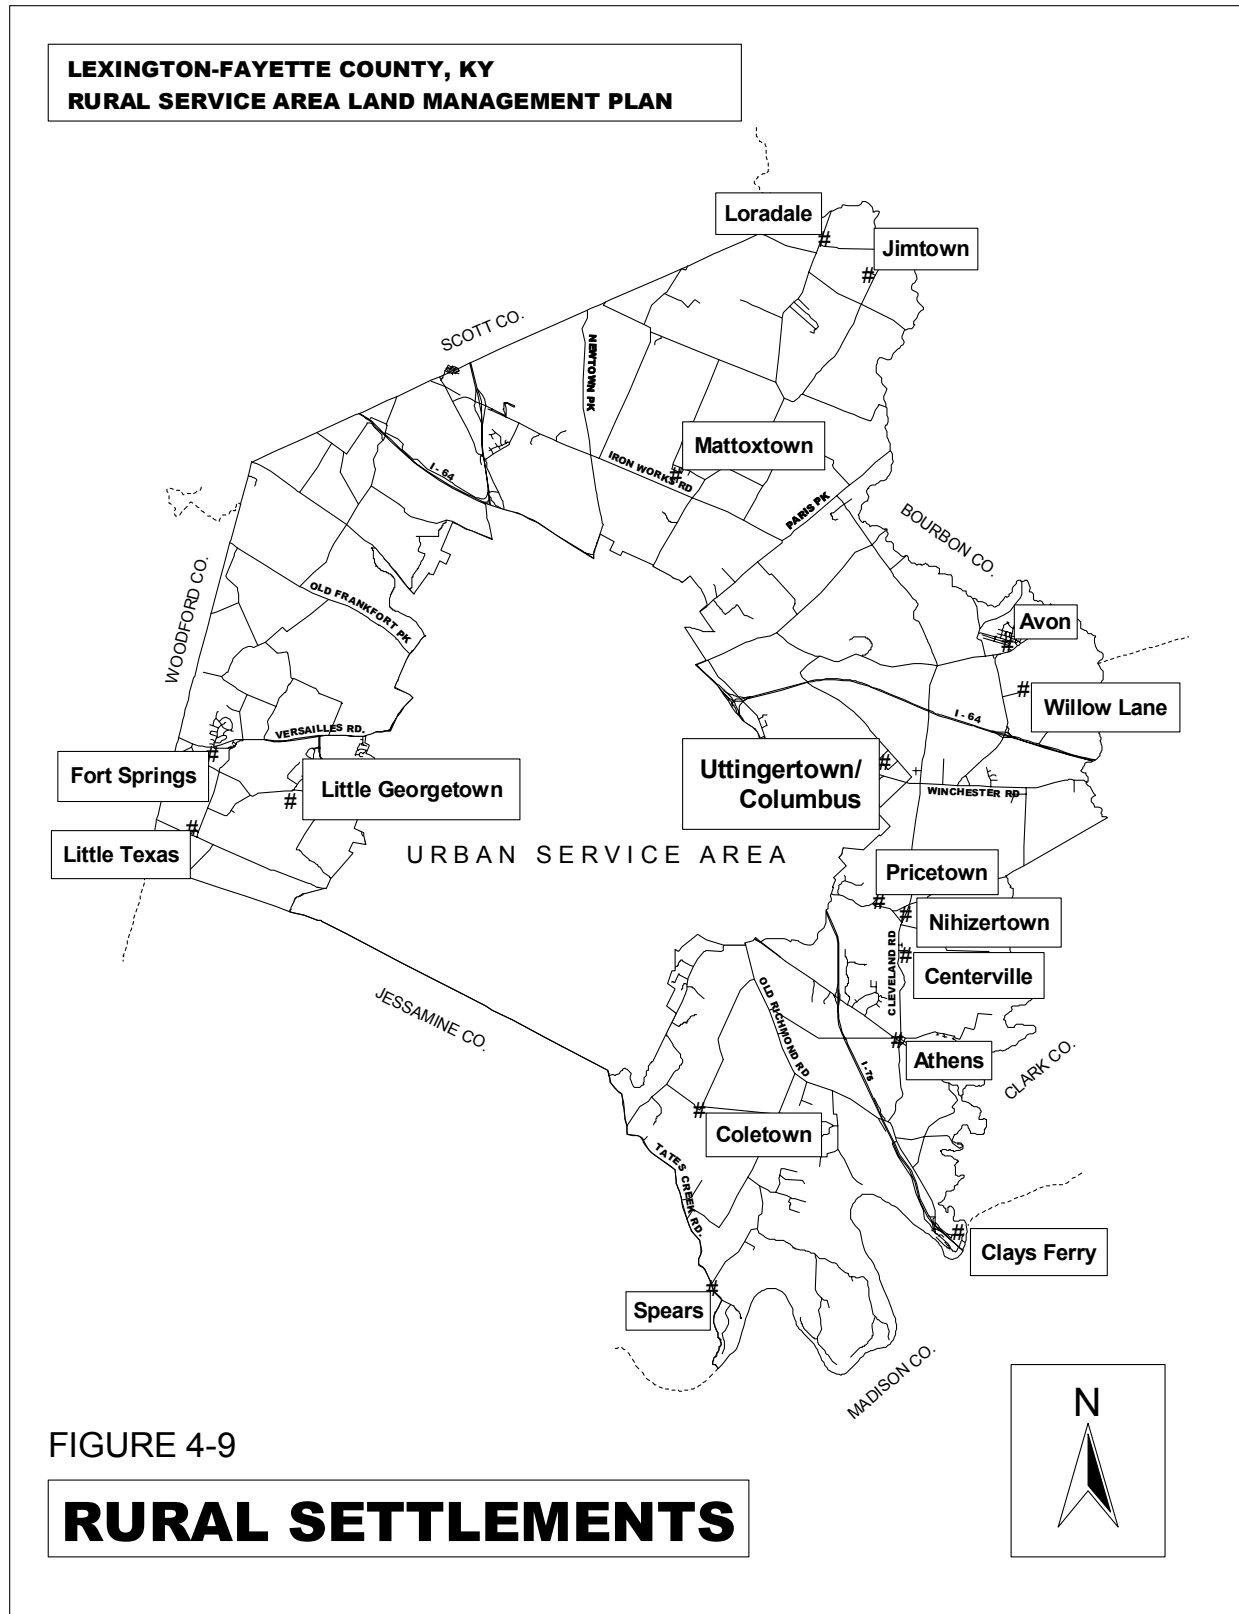 LEXINGTON-FAYETTE COUNTY, KY
RURAL SERVICE AREA LAND MANAGEMENT PLAN
Loradale
#
Jimtown
#
SCOTT CO.
NEWTOWN PK
Mattoxtown
#
IRON WORKS RD
I - 64
PARIS PK
BOURBON CO.
WOODFORD CO.
OLD FRANKFORT PK
Avon
#
Willow Lane
#
I - 64
VERSAILLES RD.
Fort Springs
#
Little Georgetown
#
Uttingertown/
Columbus
#
WINCHESTER RD
Little Texas
#
URBAN SERVICE AREA
Pricetown
#
Nihizertown
#
CLEVELAND RD
Centerville
#
JESSAMINE CO.
OLD RICHMOND RD
Athens
#
I - 75
CLARK CO.
Coletown
#
TATES CREEK RD.
Clays Ferry
#
Spears
#
MADISON CO.
N
FIGURE 4-9
RURAL SETTLEMENTS